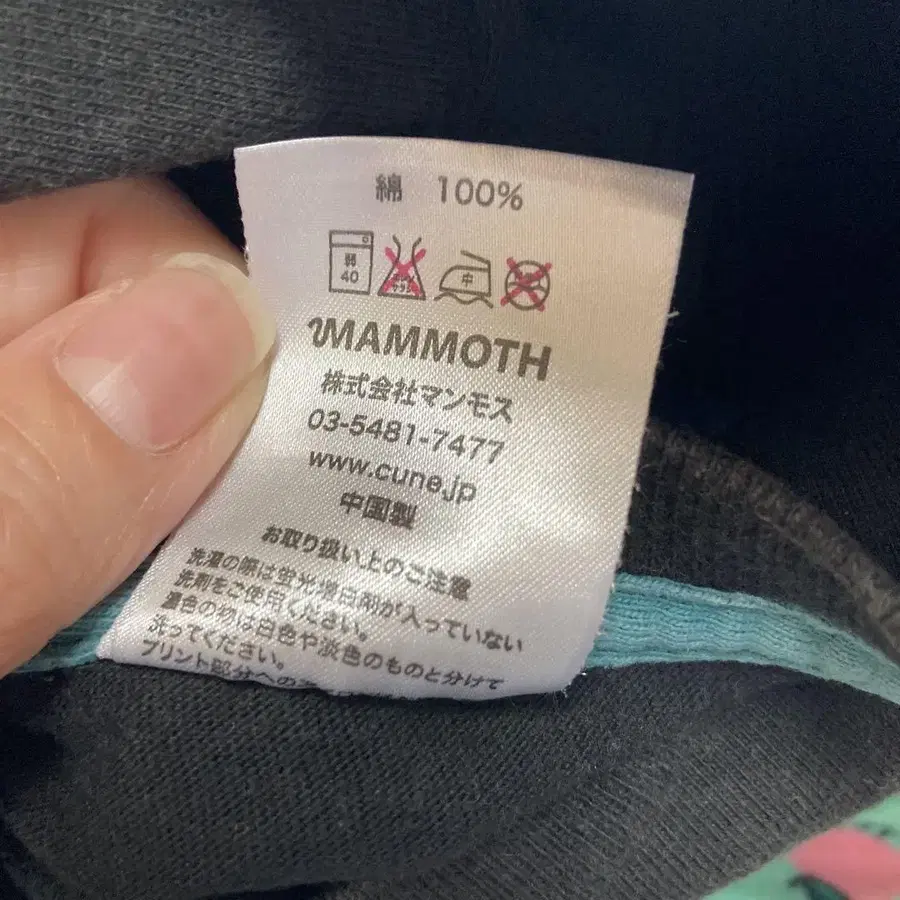 綿 100%
弱
40
中
MAMMOTH
株式会社マンモス
03-5481-7477
www.cune.jp
中国製
お取り扱い上のご注意
洗濯の際は蛍光増白剤が入っていない
洗剤をご使用ください。
濃色の物は白色や淡色のものと分けて
洗ってください。
プリント部分への